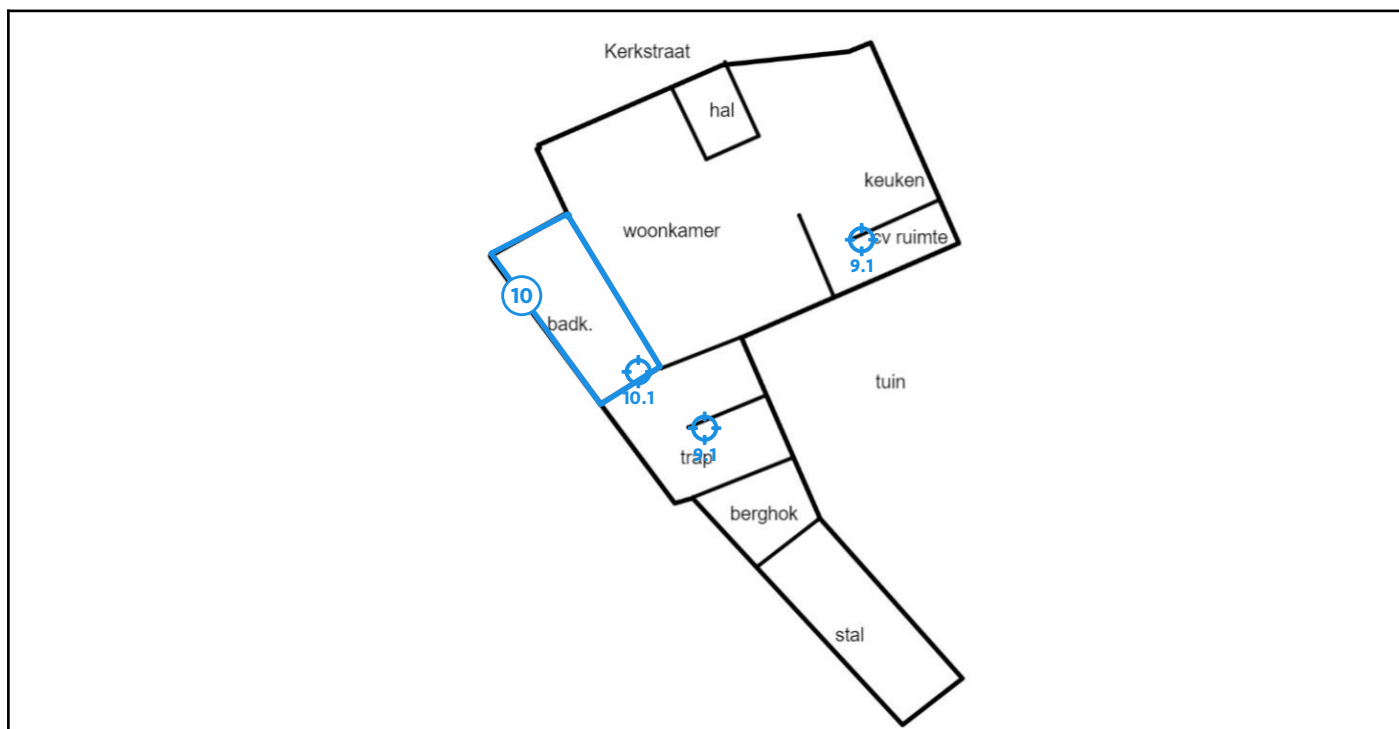 Kerkstraat
hal
keuken
woonkamer
cv ruimte
9.1
10
badk.
tuin
10.1
trap
9.1
berghok
stal